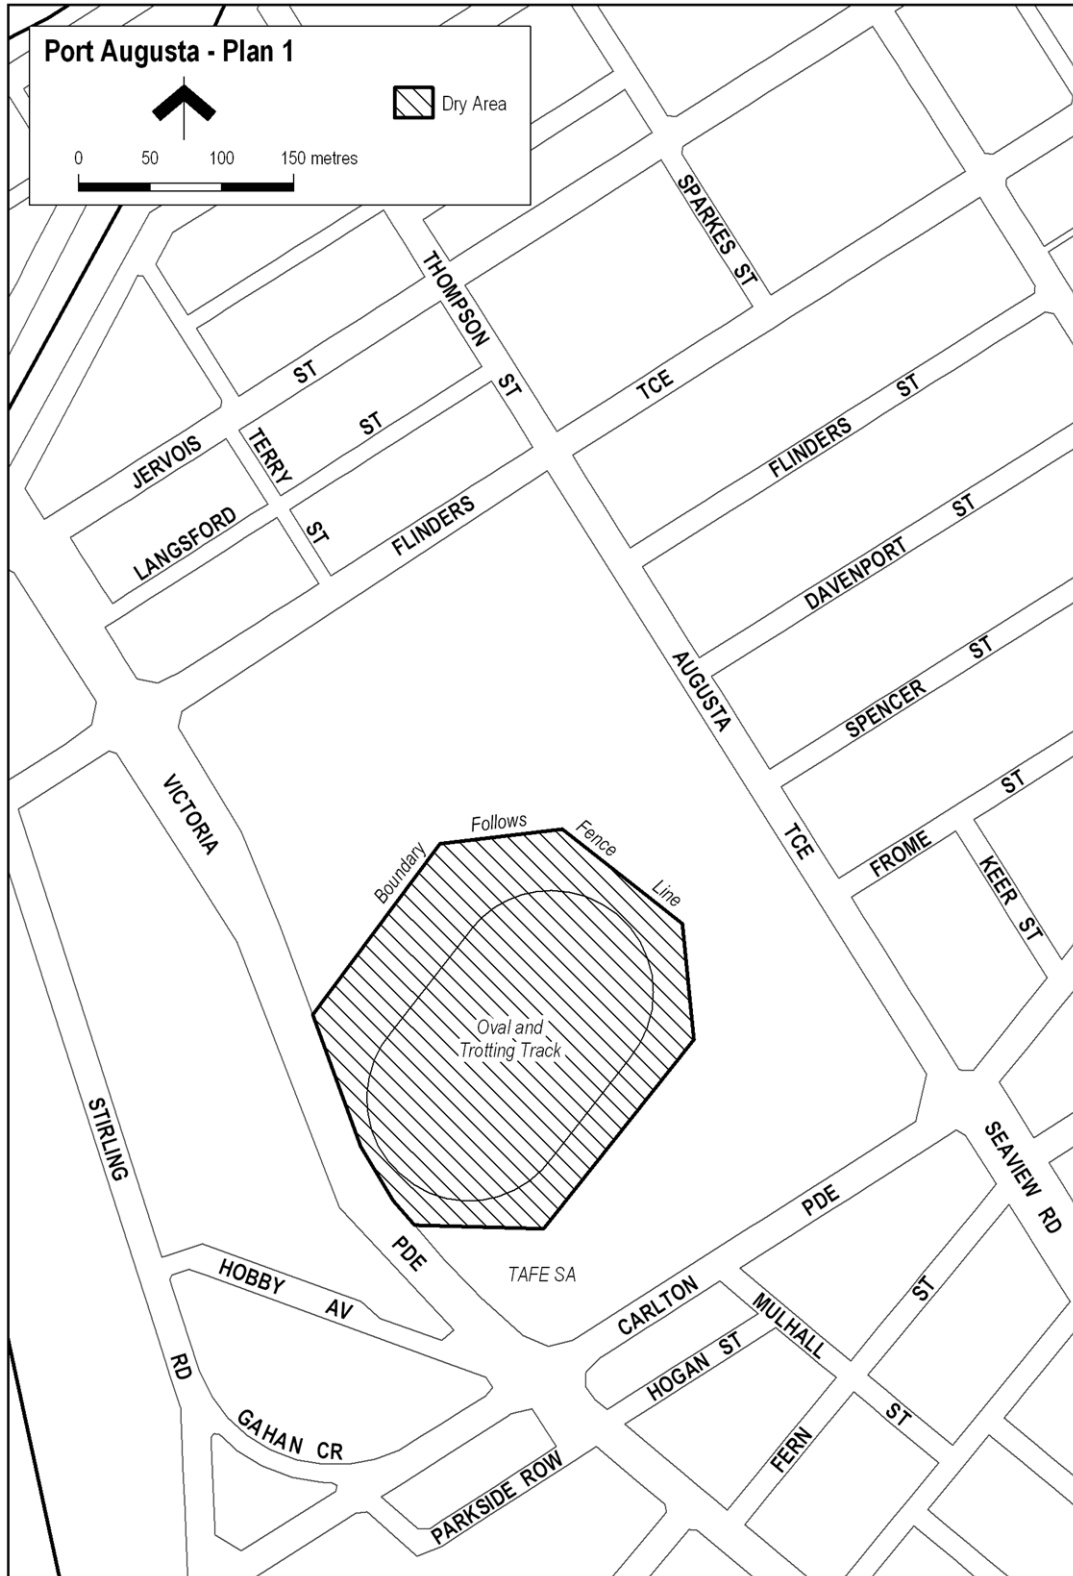 Port Augusta - Plan 1
Dry Area
0 50 100 150 metres
SPARKES ST
THOMPSON ST
JERVOIS ST
TERRY ST
LANGSFORD ST
FLINDERS TCE
FLINDERS ST
DAVENPORT ST
AUGUSTA TCE
SPENCER ST
FROME ST
KEER ST
VICTORIA PDE
Boundary Follows Fence Line
Oval and
Trotting Track
STIRLING RD
SEAVIEW RD
HOBBY AV
TAFE SA
CARLTON PDE
MULHALL ST
HOGAN ST
FERN ST
GAHAN CR
PARKSIDE ROW